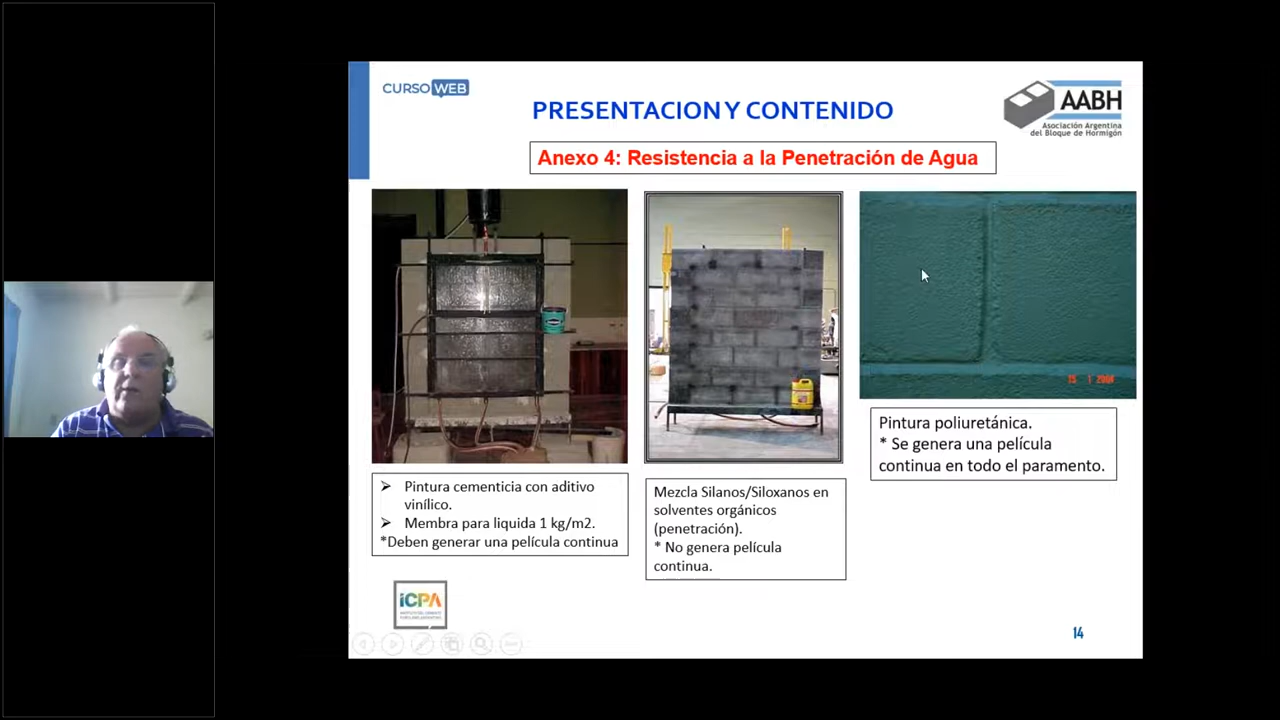 CURSOWEB
PRESENTACION Y CONTENIDO
AABH
Asociación Argentina
del Bloque de Hormigón
Anexo 4: Resistencia a la Penetración de Agua
Pintura cementicia con aditivo
vinílico.
Membra para liquida 1 kg/m2.
*Deben generar una película continua
Mezcla Silanos/Siloxanos en
solventes orgánicos
(penetración).
* No genera película
continua.
Pintura poliuretánica.
* Se genera una película
continua en todo el paramento.
iCPA
14